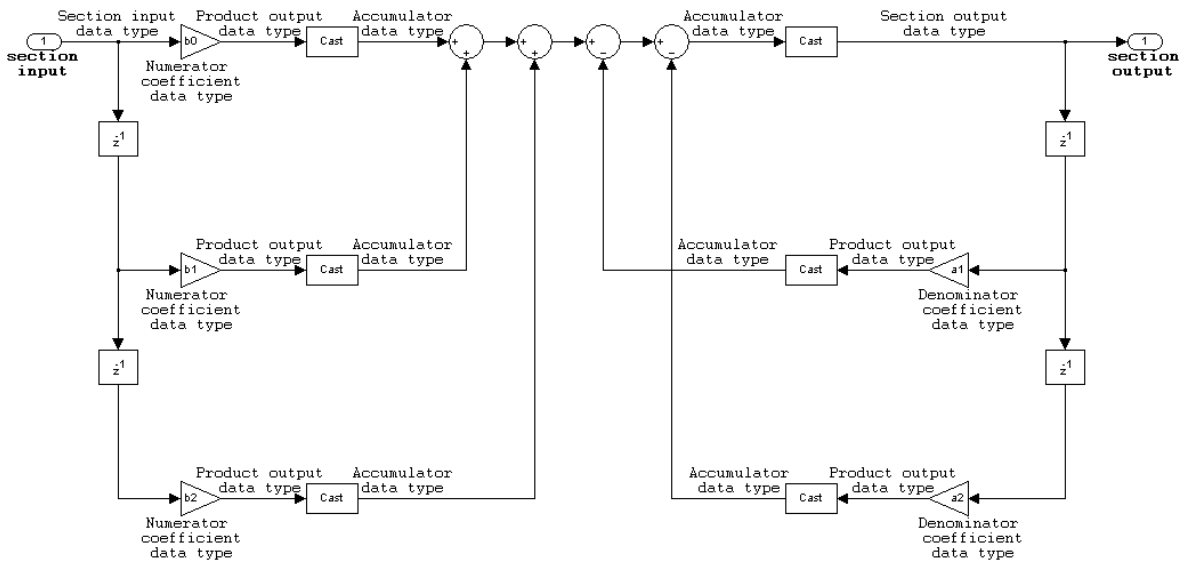 Section input
data type
Product output
data type
Accumulator
data type
Accumulator
data type
Section output
data type
1
b0
Cast
+
+
+
+
+
−
+
−
Cast
1
section
input
section
output
Numerator
coefficient
data type
z-1
z-1
Product output
data type
Accumulator
data type
Accumulator
data type
Product output
data type
b1
Cast
Cast
a1
Numerator
coefficient
data type
Denominator
coefficient
data type
z-1
z-1
Product output
data type
Accumulator
data type
Accumulator
data type
Product output
data type
b2
Cast
Cast
a2
Numerator
coefficient
data type
Denominator
coefficient
data type